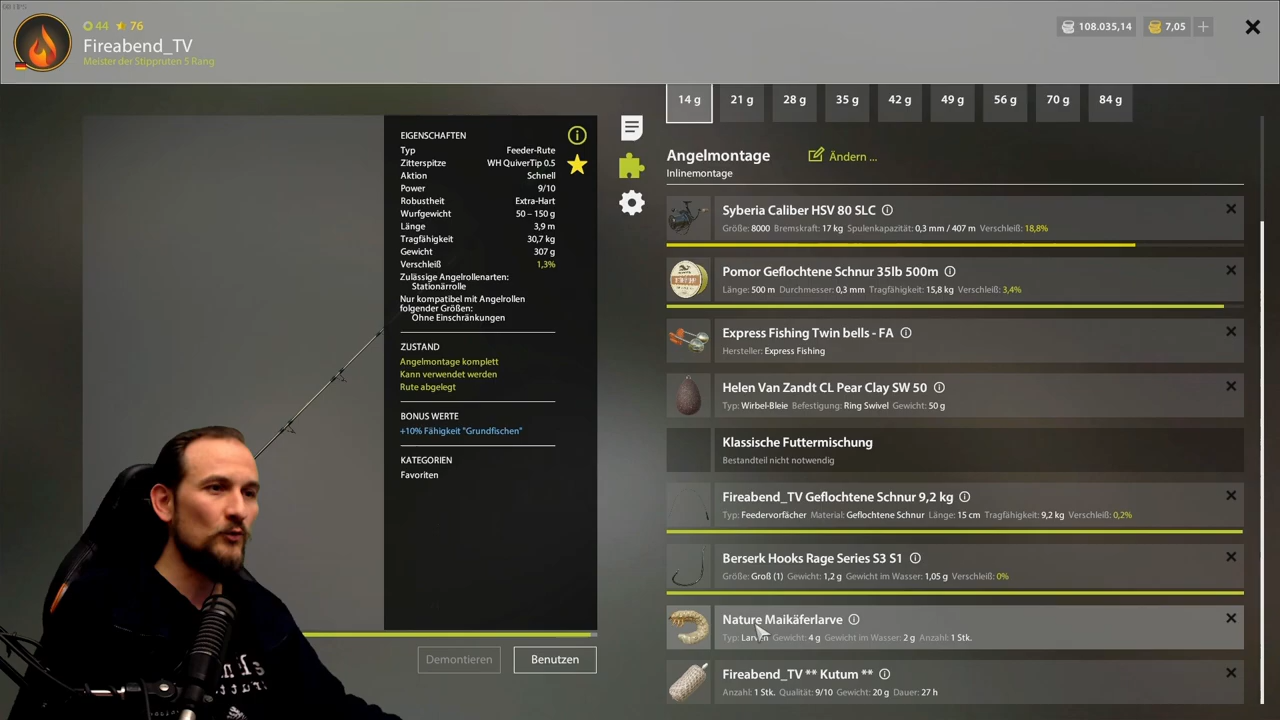 44 76
Fireabend_TV
Meister der Stippruten 5 Rang
108.035,14
7,05
EIGENSCHAFTEN
Typ Feeder-Rute
Zitterspitze WH QuiverTip 0.5
Aktion Schnell
Power 9/10
Robustheit Extra-Hart
Wurfgewicht 50 – 150 g
Länge 3,9 m
Tragfähigkeit 30,7 kg
Gewicht 307 g
Verschleiß 1,3%
Zulässige Angelrollenarten:
Stationärrolle
Nur kompatibel mit Angelrollen
folgender Größen:
Ohne Einschränkungen
ZUSTAND
Angelmontage komplett
Kann verwendet werden
Rute abgelegt
BONUS WERTE
+10% Fähigkeit "Grundfischen"
KATEGORIEN
Favoriten
Demontieren
Benutzen
14 g 21 g 28 g 35 g 42 g 49 g 56 g 70 g 84 g
Angelmontage
Ändern ...
Inlinemontage
Syberia Caliber HSV 80 SLC
Größe: 8000 Bremskraft: 17 kg Spulenkapazität: 0,3 mm / 407 m Verschleiß: 18,8%
Pomor Geflochtene Schnur 35lb 500m
Länge: 500 m Durchmesser: 0,3 mm Tragfähigkeit: 15,8 kg Verschleiß: 3,4%
Express Fishing Twin bells - FA
Hersteller: Express Fishing
Helen Van Zandt CL Pear Clay SW 50
Typ: Wirbel-Bleie Befestigung: Ring Swivel Gewicht: 50 g
Klassische Futtermischung
Bestandteil nicht notwendig
Fireabend_TV Geflochtene Schnur 9,2 kg
Typ: Feedervorfächer Material: Geflochtene Schnur Länge: 15 cm Tragfähigkeit: 9,2 kg Verschleiß: 0,2%
Berserk Hooks Rage Series S3 S1
Größe: Groß (1) Gewicht: 1,2 g Gewicht im Wasser: 1,05 g Verschleiß: 0%
Nature Maikäferlarve
Typ: Larven Gewicht: 4 g Gewicht im Wasser: 2 g Anzahl: 1 Stk.
Fireabend_TV ** Kutum **
Anzahl: 1 Stk. Qualität: 9/10 Gewicht: 20 g Dauer: 27 h